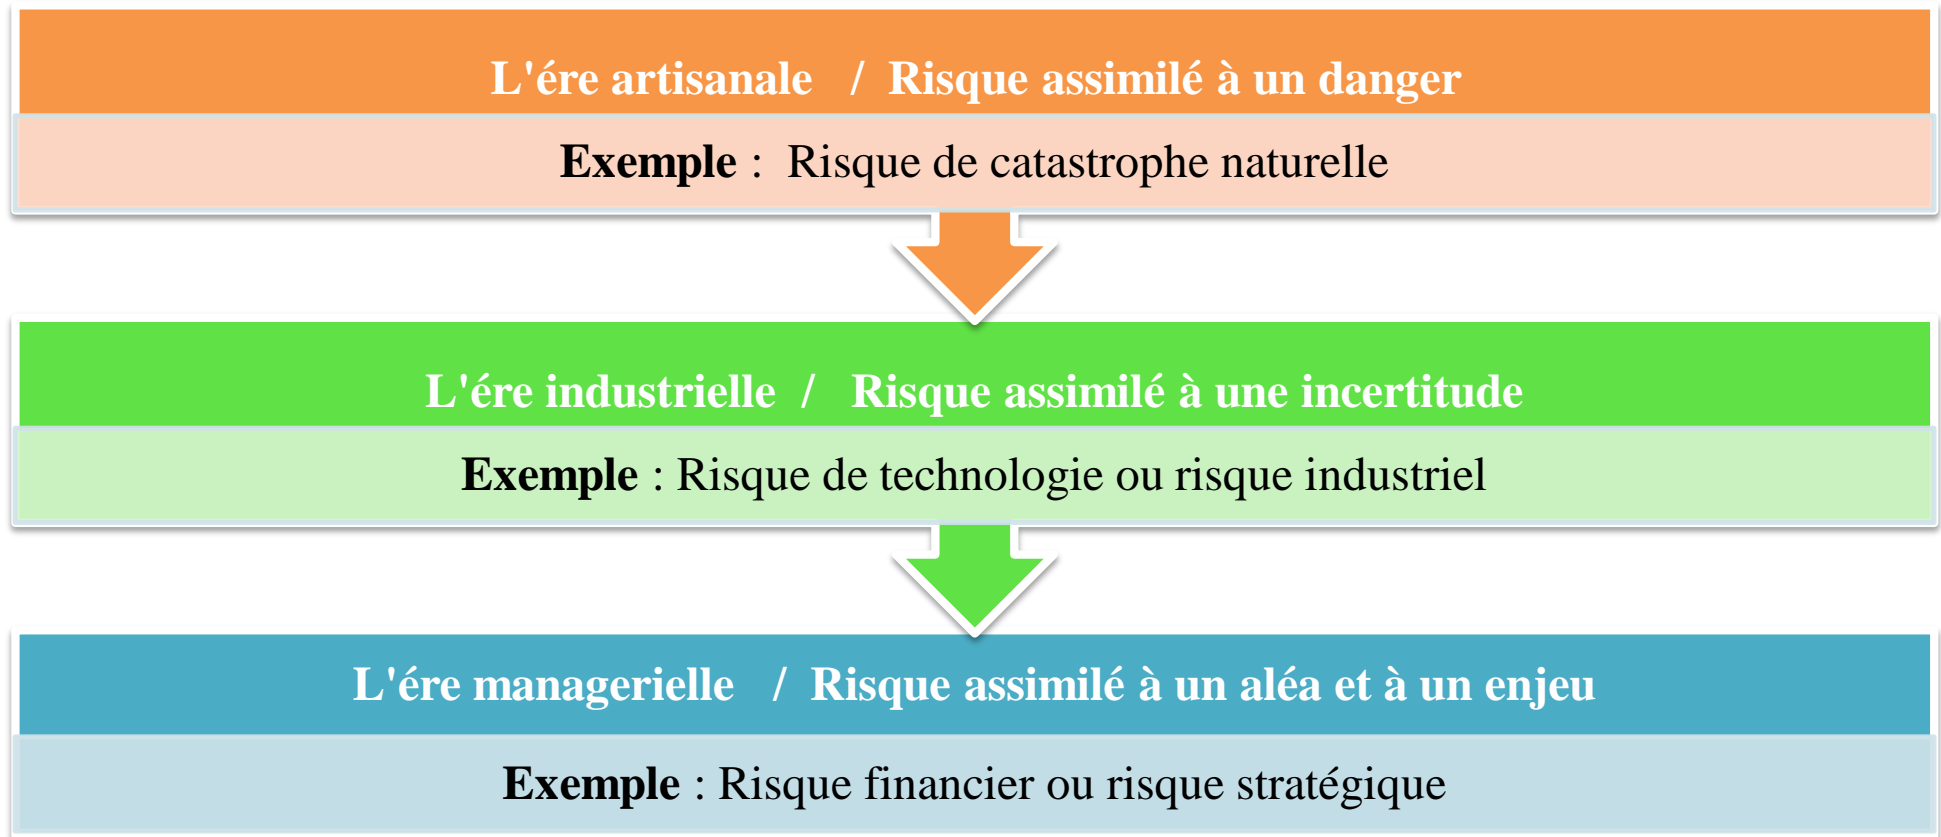 L'ére artisanale / Risque assimilé à un danger
Exemple : Risque de catastrophe naturelle
L'ére industrielle / Risque assimilé à une incertitude
Exemple : Risque de technologie ou risque industriel
L'ére managerielle / Risque assimilé à un aléa et à un enjeu
Exemple : Risque financier ou risque stratégique